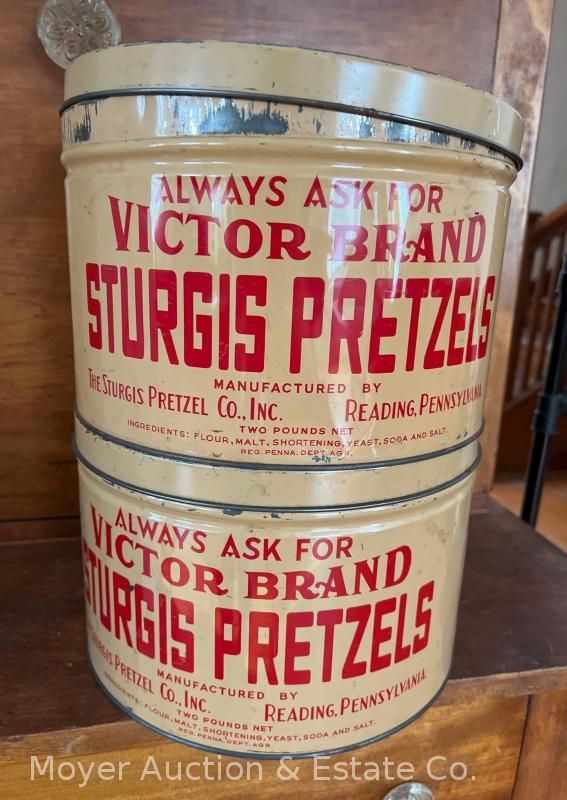 ALWAYS ASK FOR
VICTOR BRAND
STURGIS PRETZELS
MANUFACTURED BY
THE STURGIS PRETZEL CO., INC. READING, PENNSYLVANIA.
TWO POUNDS NET
INGREDIENTS: FLOUR, MALT, SHORTENING, YEAST, SODA AND SALT.
REG. PENNA. DEPT. AGR.
ALWAYS ASK FOR
VICTOR BRAND
STURGIS PRETZELS
MANUFACTURED BY
STURGIS PRETZEL CO., INC. READING, PENNSYLVANIA.
TWO POUNDS NET
INGREDIENTS: FLOUR, MALT, SHORTENING, YEAST, SODA AND SALT.
REG. PENNA. DEPT. AGR.
Moyer Auction & Estate Co.